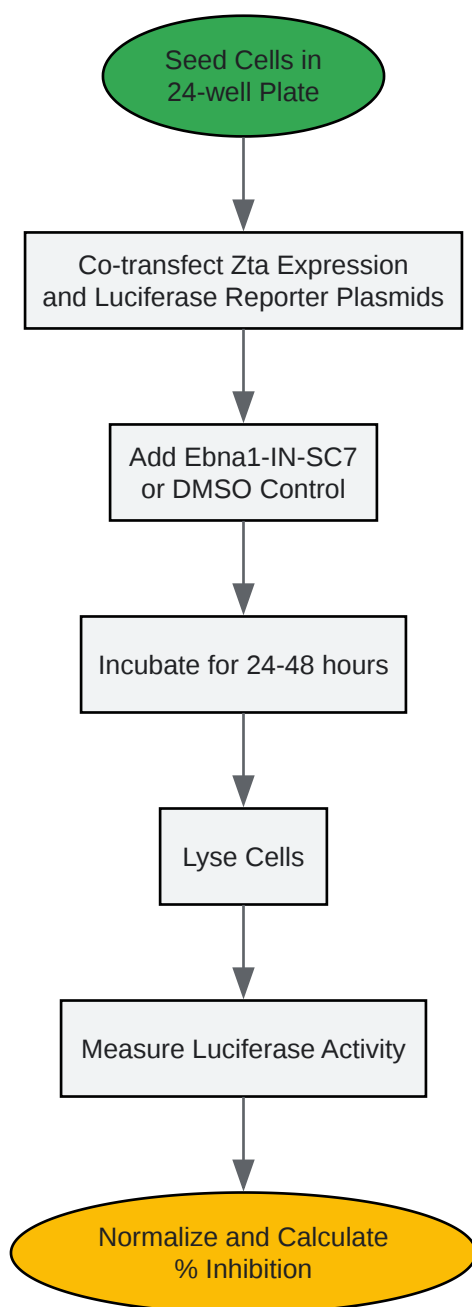 Seed Cells in
24-well Plate
Co-transfect Zta Expression
and Luciferase Reporter Plasmids
Add Ebna1-IN-SC7
or DMSO Control
Incubate for 24-48 hours
Lyse Cells
Measure Luciferase Activity
Normalize and Calculate
% Inhibition